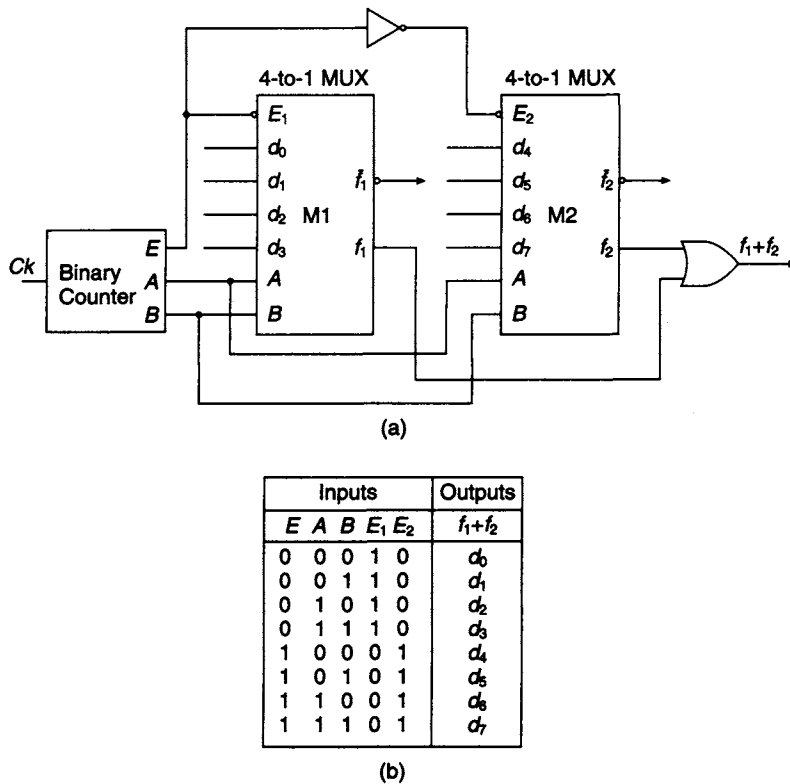 4-to-1 MUX 4-to-1 MUX
E₁ E₂
d₀ d₄
d₁ f̄₁ d₅ f̄₂
d₂ M1 d₆ M2
d₃ f₁ d₇ f₂ f₁+f₂
Ck Binary Counter E A B
A A
B B
(a)
Inputs Outputs
E A B E₁ E₂ f₁+f₂
0 0 0 1 0 d₀
0 0 1 1 0 d₁
0 1 0 1 0 d₂
0 1 1 1 0 d₃
1 0 0 0 1 d₄
1 0 1 0 1 d₅
1 1 0 0 1 d₆
1 1 1 0 1 d₇
(b)